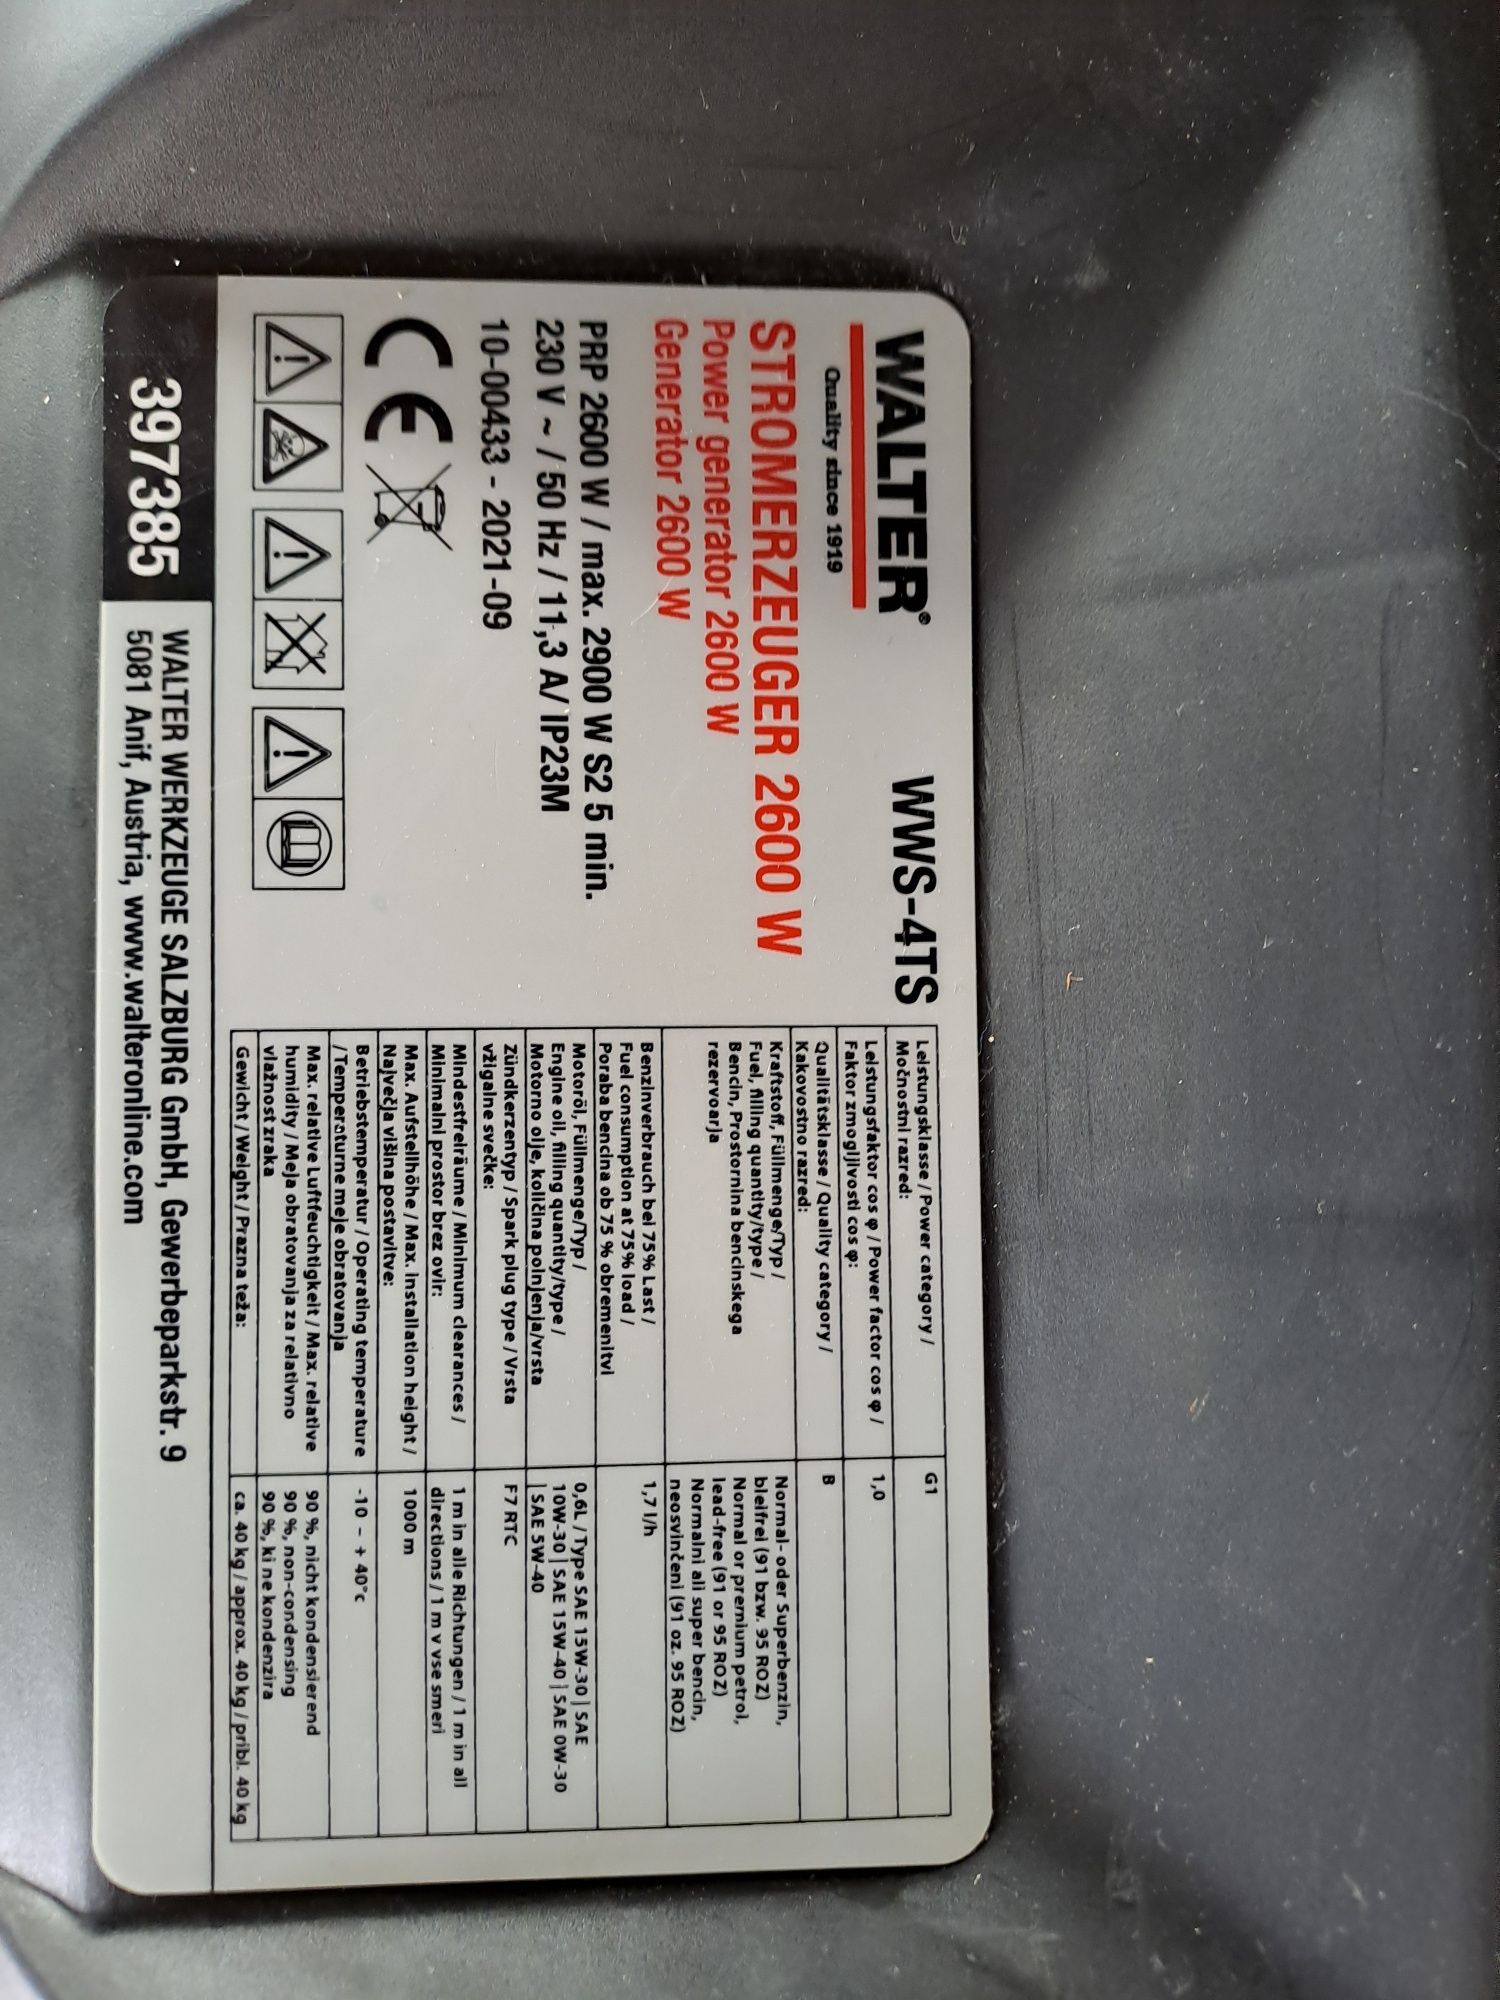 WALTER®
Quality since 1919
WWS-4TS
STROMERZEUGER 2600 W
Power generator 2600 W
Generator 2600 W
PRP 2600 W / max. 2900 W S2 5 min.
230 V ~ / 50 Hz / 11,3 A/ IP23M
10-00433 - 2021-09
CE
Leistungsklasse / Power category /
Močnostni razred:
G1
Leistungsfaktor cos φ / Power factor cos φ /
Faktor zmogljivosti cos φ:
1,0
Qualitätsklasse / Quality category /
Kakovostno razred:
B
Kraftstoff, Füllmenge/Typ /
Fuel, filling quantity/type /
Bencin, Prostornina bencinskega
rezervoarja
Normal- oder Superbenzin,
bleifrei (91 bzw. 95 ROZ)
Normal or premium petrol,
lead-free (91 or 95 ROZ)
Normalni ali super bencin,
neosvinčeni (91 oz. 95 ROZ)
Benzinverbrauch bei 75% Last /
Fuel consumption at 75% load /
Poraba bencina ob 75 % obremenitvi
1,7 l/h
Motoröl, Füllmenge/Typ /
Engine oil, filling quantity/type /
Motorno olje, količina polnjenja/vrsta
0,6L / Type SAE 15W-30 | SAE
10W-30 | SAE 15W-40 | SAE 0W-30
| SAE 5W-40
Zündkerzentyp / Spark plug type / Vrsta
vžigalne svečke:
F7 RTC
Mindestfreiräume / Minimum clearances /
Minimalni prostor brez ovir:
1 m in alle Richtungen / 1 m in all
directions / 1 m v vse smeri
Max. Aufstellhöhe / Max. installation height /
Največja višina postavitve:
1000 m
Betriebstemperatur / Operating temperature
/ Temperaturne meje obratovanja
-10 – + 40°c
Max. relative Luftfeuchtigkeit / Max. relative
humidity / Meja obratovanja za relativno
vlažnost zraka
90 %, nicht kondensierend
90 %, non-condensing
90 %, ki ne kondenzira
Gewicht / Weight / Prazna teža:
ca. 40 kg / approx. 40 kg / pribl. 40 kg
397385
WALTER WERKZEUGE SALZBURG GmbH, Gewerbeparkstr. 9
5081 Anif, Austria, www.walteronline.com